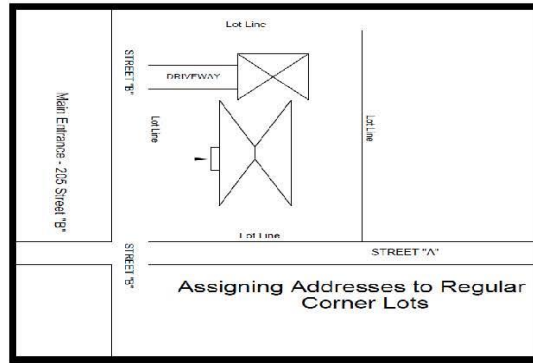 Lot Line
STREET "B"
DRIVEWAY
Main Entrance - 205 Street "B"
Lot Line
Lot Line
Lot Line
STREET "A"
STREET "B"
Assigning Addresses to Regular
Corner Lots